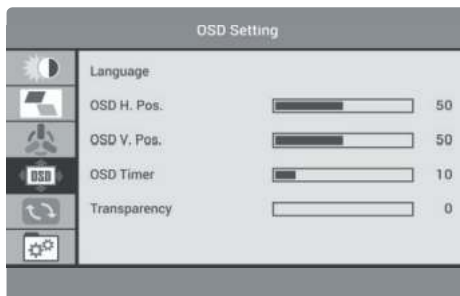 OSD Setting
Language
OSD H. Pos. 50
OSD V. Pos. 50
OSD OSD Timer 10
Transparency 0